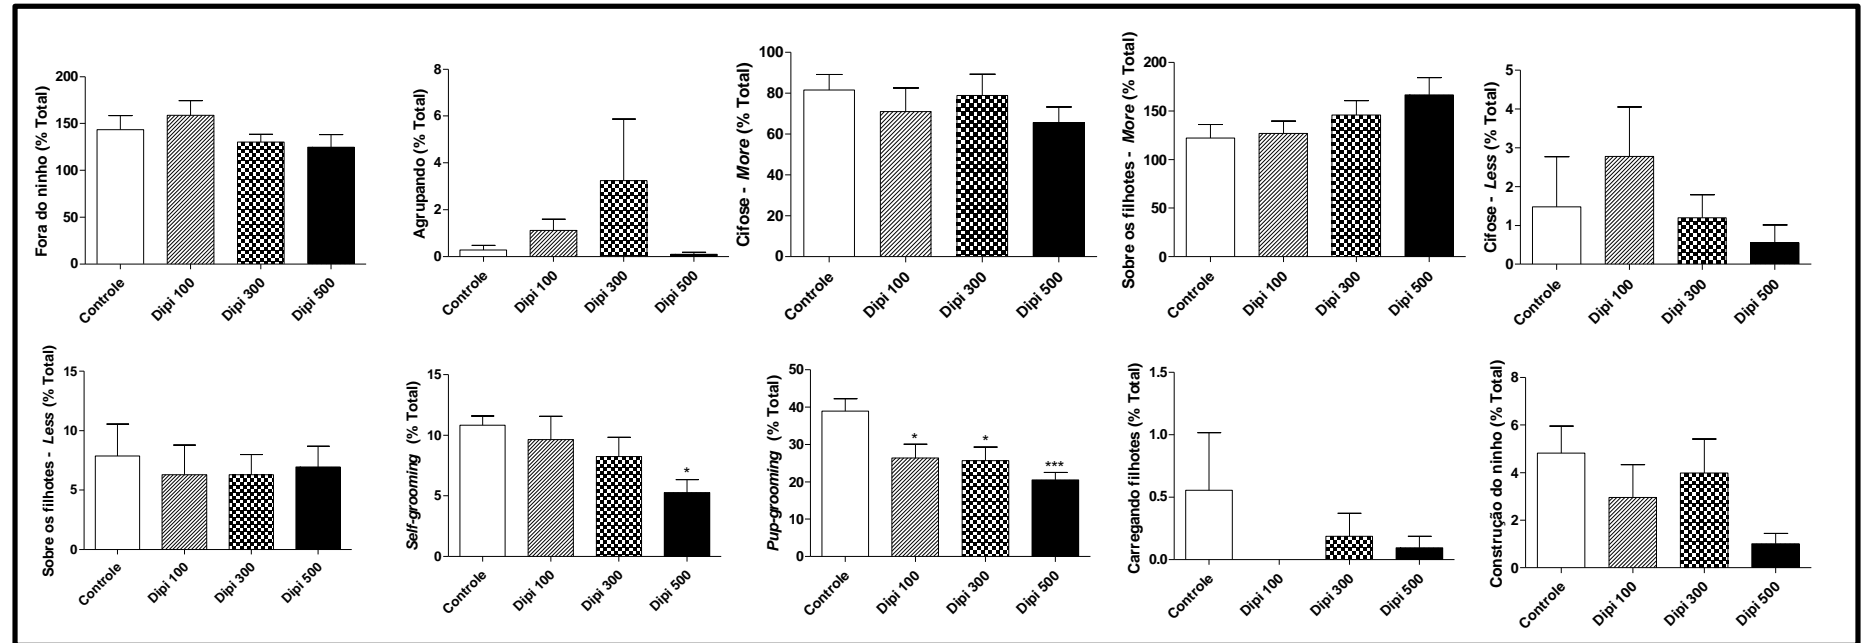 Fora do ninho (% Total)
200
150
100
50
0
Controle
Dipi 100
Dipi 300
Dipi 500
Agrupando (% Total)
8
6
4
2
0
Controle
Dipi 100
Dipi 300
Dipi 500
Cifose - More (% Total)
100
80
60
40
20
0
Controle
Dipi 100
Dipi 300
Dipi 500
Sobre os filhotes - More (% Total)
200
150
100
50
0
Controle
Dipi 100
Dipi 300
Dipi 500
Cifose - Less (% Total)
5
4
3
2
1
0
Controle
Dipi 100
Dipi 300
Dipi 500
Sobre os filhotes - Less (% Total)
15
10
5
0
Controle
Dipi 100
Dipi 300
Dipi 500
Self-grooming (% Total)
15
10
5
0
*
Controle
Dipi 100
Dipi 300
Dipi 500
Pup-grooming (% Total)
50
40
30
20
10
0
*
*
***
Controle
Dipi 100
Dipi 300
Dipi 500
Carregando filhotes (% Total)
1.5
1.0
0.5
0.0
Controle
Dipi 100
Dipi 300
Dipi 500
Construção do ninho (% Total)
8
6
4
2
0
Controle
Dipi 100
Dipi 300
Dipi 500